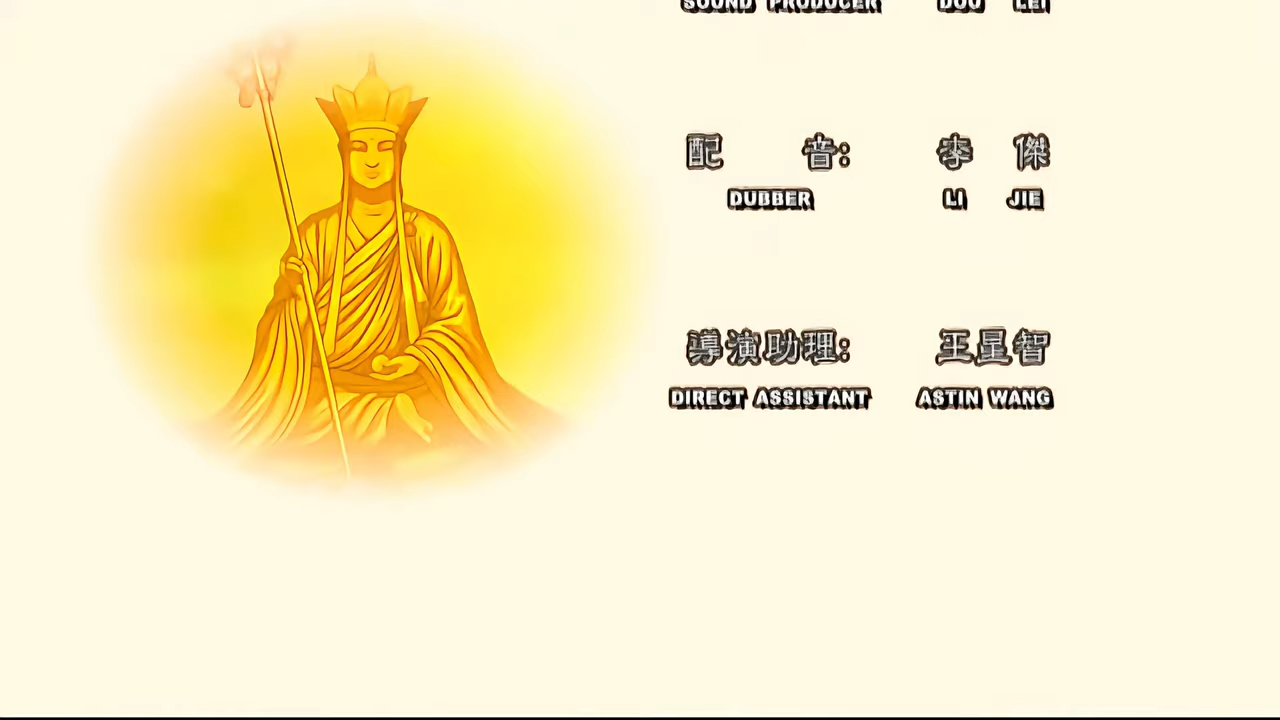 SOUND PRODUCER DOU LEI
配 音: 李 傑
DUBBER LI JIE
導演助理: 王星智
DIRECT ASSISTANT ASTIN WANG